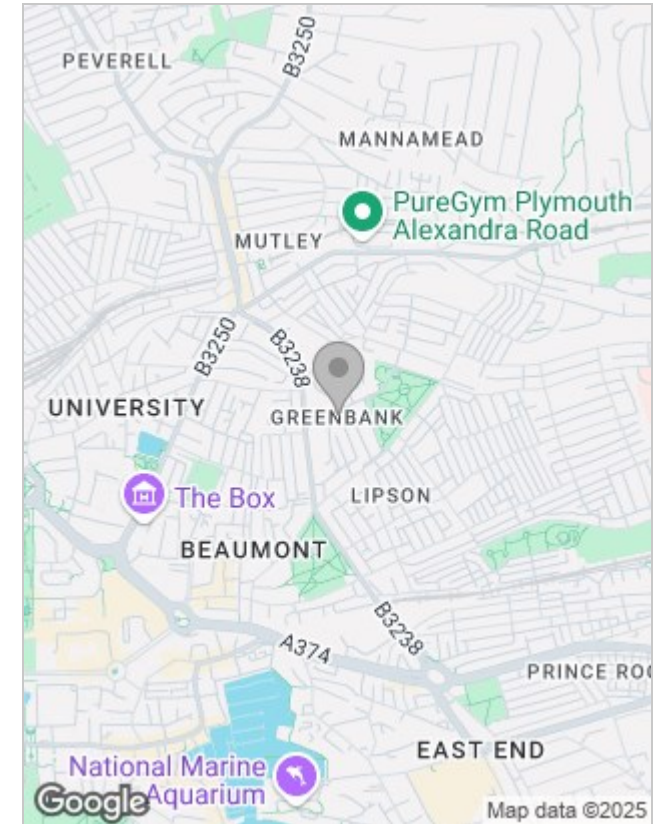 PEVERELL
B3250
MANNAMEAD
PureGym Plymouth
Alexandra Road
MUTLEY
B3250
B3238
UNIVERSITY
GREENBANK
The Box
LIPSON
BEAUMONT
B3238
A374
PRINCE RO
EAST END
National Marine
Aquarium
Google
Map data ©2025